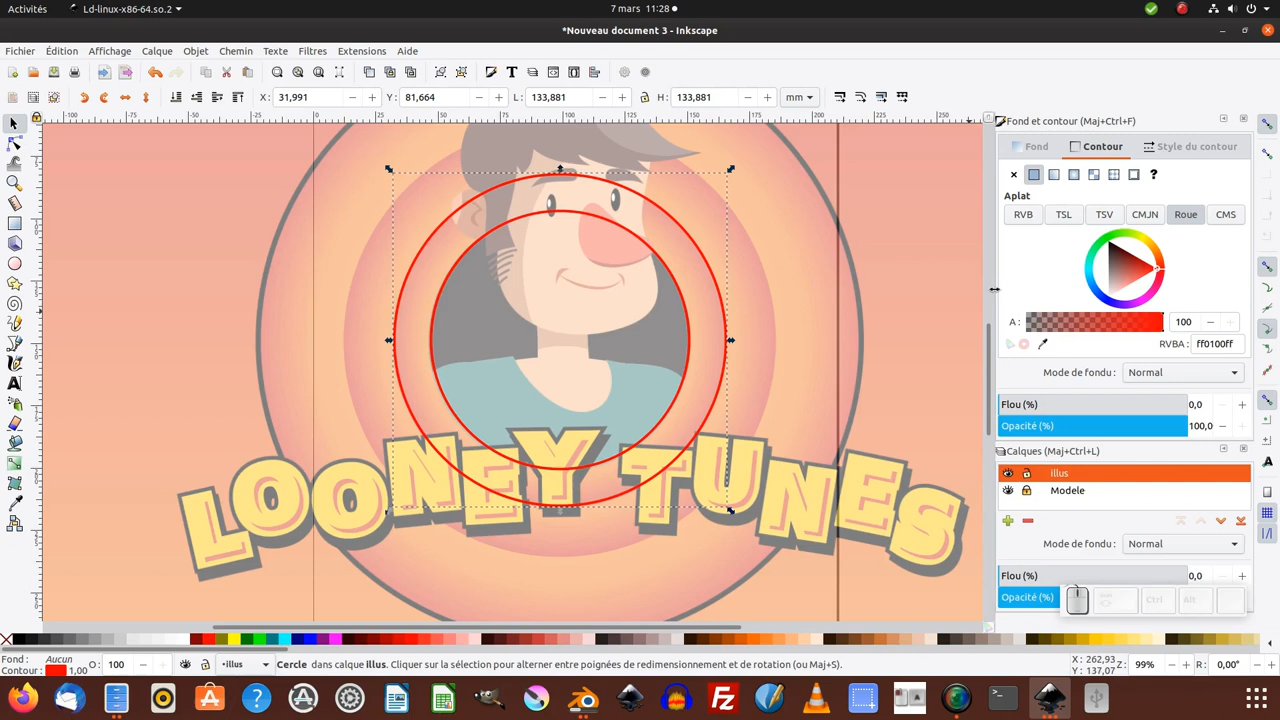 Activités
Ld-linux-x86-64.so.2
7 mars 11:28
*Nouveau document 3 - Inkscape
Fichier Édition Affichage Calque Objet Chemin Texte Filtres Extensions Aide
X: 31,991 Y: 81,664 L: 133,881 H: 133,881 mm
Fond et contour (Maj+Ctrl+F)
Fond Contour Style du contour
Aplat
RVB TSL TSV CMJN Roue CMS
A: 100
RVBA: ff0100ff
Mode de fondu: Normal
Flou (%) 0,0
Opacité (%) 100,0
Calques (Maj+Ctrl+L)
illus
Modele
Mode de fondu: Normal
Flou (%) 0,0
Opacité (%)
Ctrl Alt
LOONEY TUNES
Fond : Aucun
Contour : 1,00
O: 100
•illus
Cercle dans calque illus. Cliquer sur la sélection pour alterner entre poignées de redimensionnement et de rotation (ou Maj+S).
X: 262,93
Y: 137,07
Z: 99%
R: 0,00°